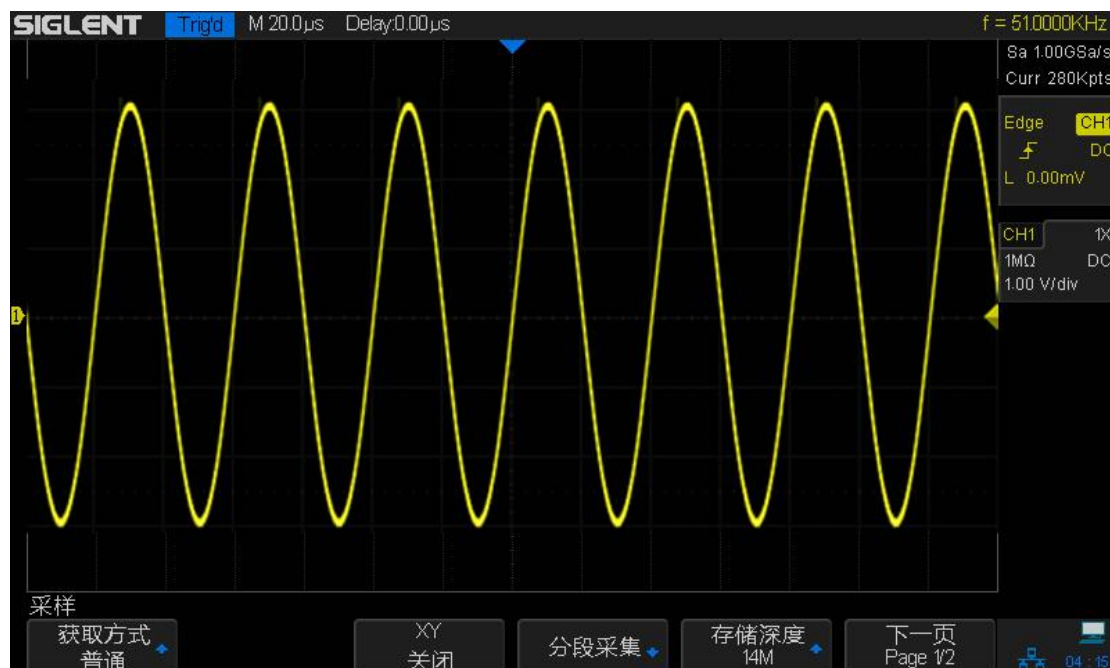 SIGLENT Trig'd M 20.0μs Delay:0.00μs f = 51.0000KHz
Sa 1.00GSa/s
Curr 280Kpts
Edge CH1
DC
L 0.00mV
CH1 1X
1MΩ DC
1.00 V/div
1
采样
获取方式
普通
XY
关闭
分段采集
存储深度
14M
下一页
Page 1/2